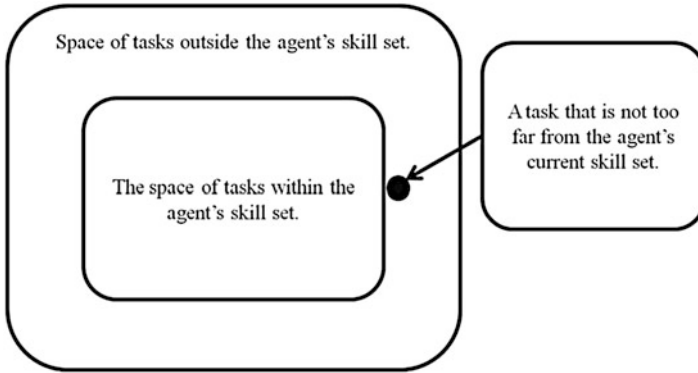 Space of tasks outside the agent's skill set.
The space of tasks within the
agent's skill set.
A task that is not too
far from the agent's
current skill set.